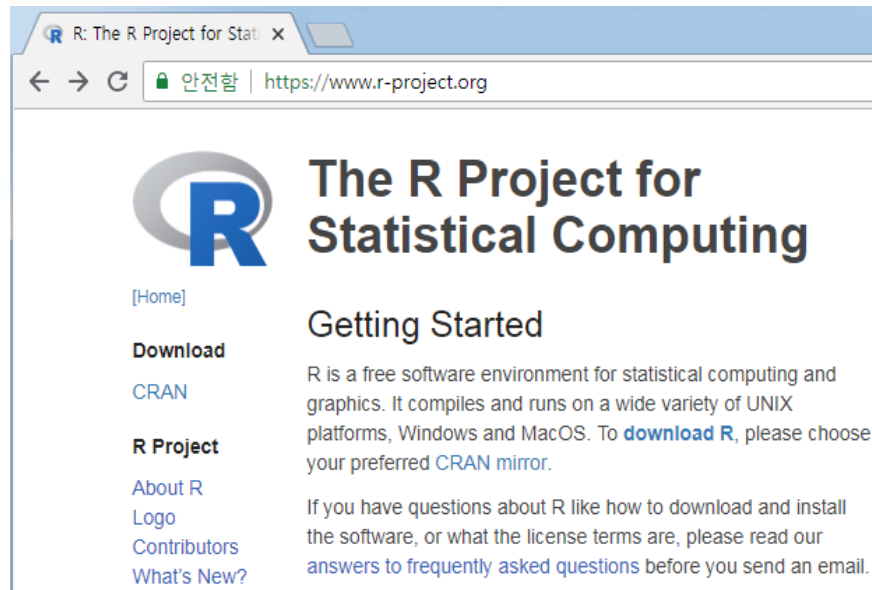 R: The R Project for Stati
안전함 https://www.r-project.org
R
The R Project for
Statistical Computing
[Home]
Download
CRAN
R Project
About R
Logo
Contributors
What's New?
Getting Started
R is a free software environment for statistical computing and
graphics. It compiles and runs on a wide variety of UNIX
platforms, Windows and MacOS. To download R, please choose
your preferred CRAN mirror.
If you have questions about R like how to download and install
the software, or what the license terms are, please read our
answers to frequently asked questions before you send an email.